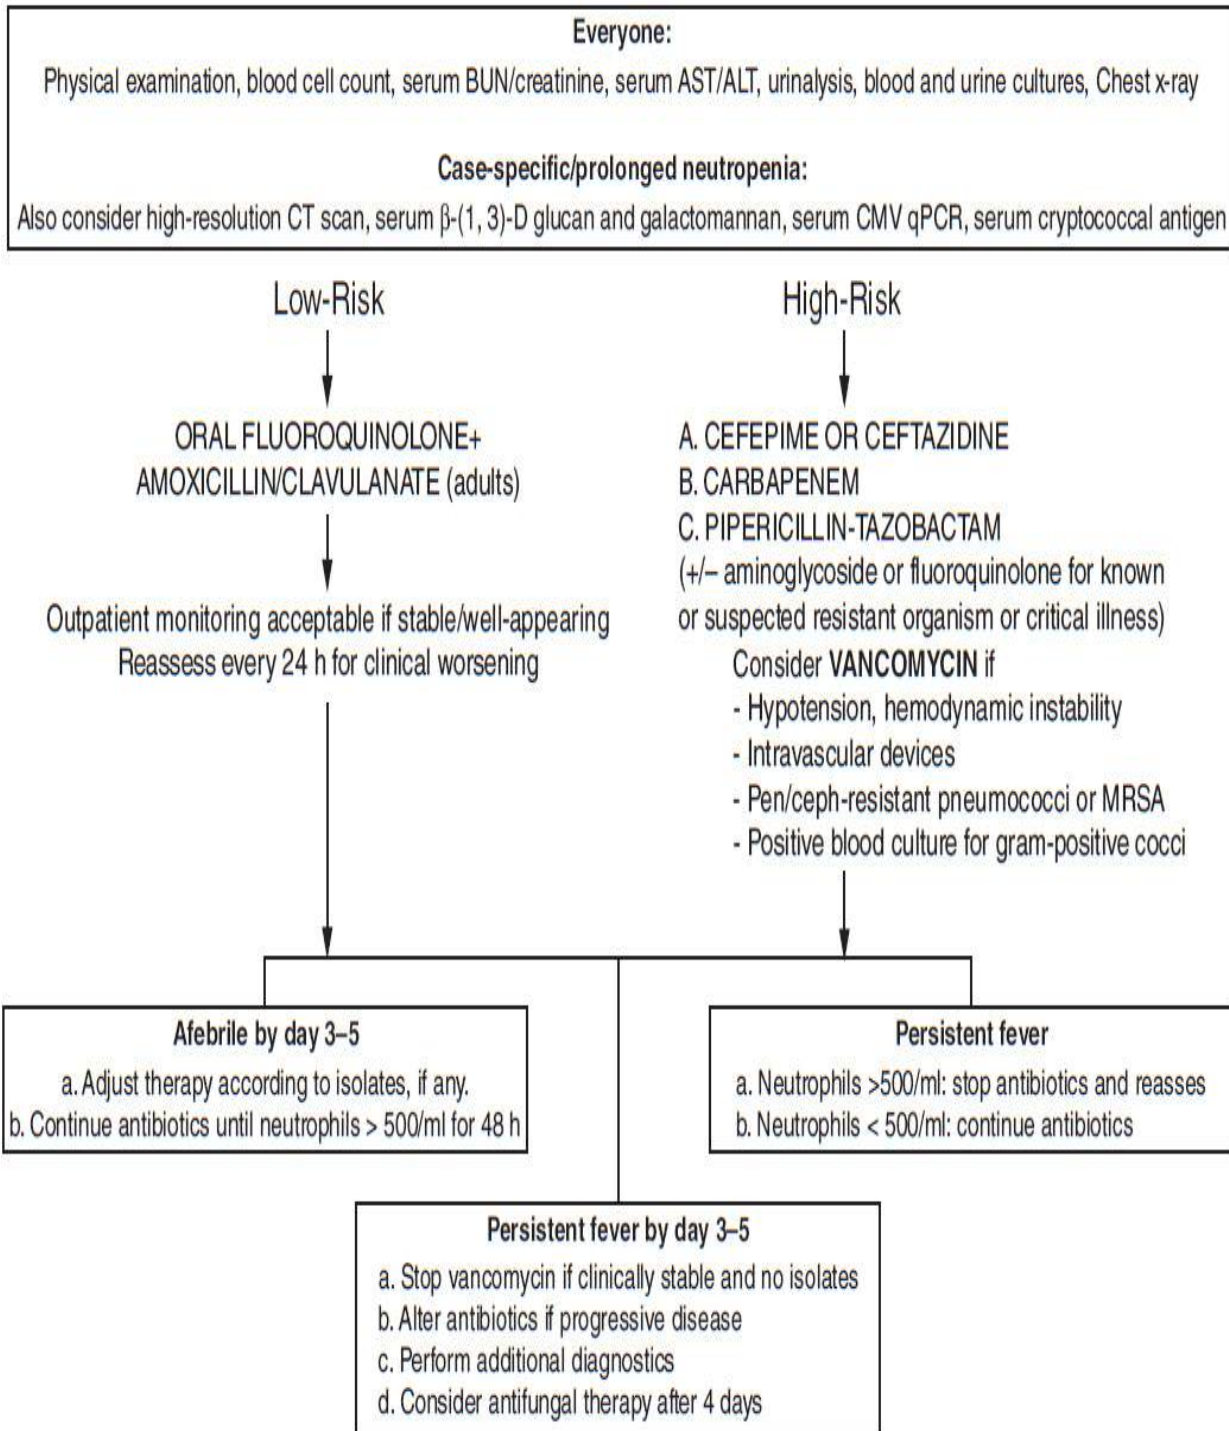 Everyone:
Physical examination, blood cell count, serum BUN/creatinine, serum AST/ALT, urinalysis, blood and urine cultures, Chest x-ray
Case-specific/prolonged neutropenia:
Also consider high-resolution CT scan, serum β-(1, 3)-D glucan and galactomannan, serum CMV qPCR, serum cryptococcal antigen
Low-Risk
ORAL FLUOROQUINOLONE+
AMOXICILLIN/CLAVULANATE (adults)
Outpatient monitoring acceptable if stable/well-appearing
Reassess every 24 h for clinical worsening
High-Risk
A. CEFEPIME OR CEFTAZIDINE
B. CARBAPENEM
C. PIPERICILLIN-TAZOBACTAM
(+/– aminoglycoside or fluoroquinolone for known
or suspected resistant organism or critical illness)
Consider VANCOMYCIN if
- Hypotension, hemodynamic instability
- Intravascular devices
- Pen/ceph-resistant pneumococci or MRSA
- Positive blood culture for gram-positive cocci
Afebrile by day 3–5
a. Adjust therapy according to isolates, if any.
b. Continue antibiotics until neutrophils > 500/ml for 48 h
Persistent fever
a. Neutrophils >500/ml: stop antibiotics and reasses
b. Neutrophils < 500/ml: continue antibiotics
Persistent fever by day 3–5
a. Stop vancomycin if clinically stable and no isolates
b. Alter antibiotics if progressive disease
c. Perform additional diagnostics
d. Consider antifungal therapy after 4 days